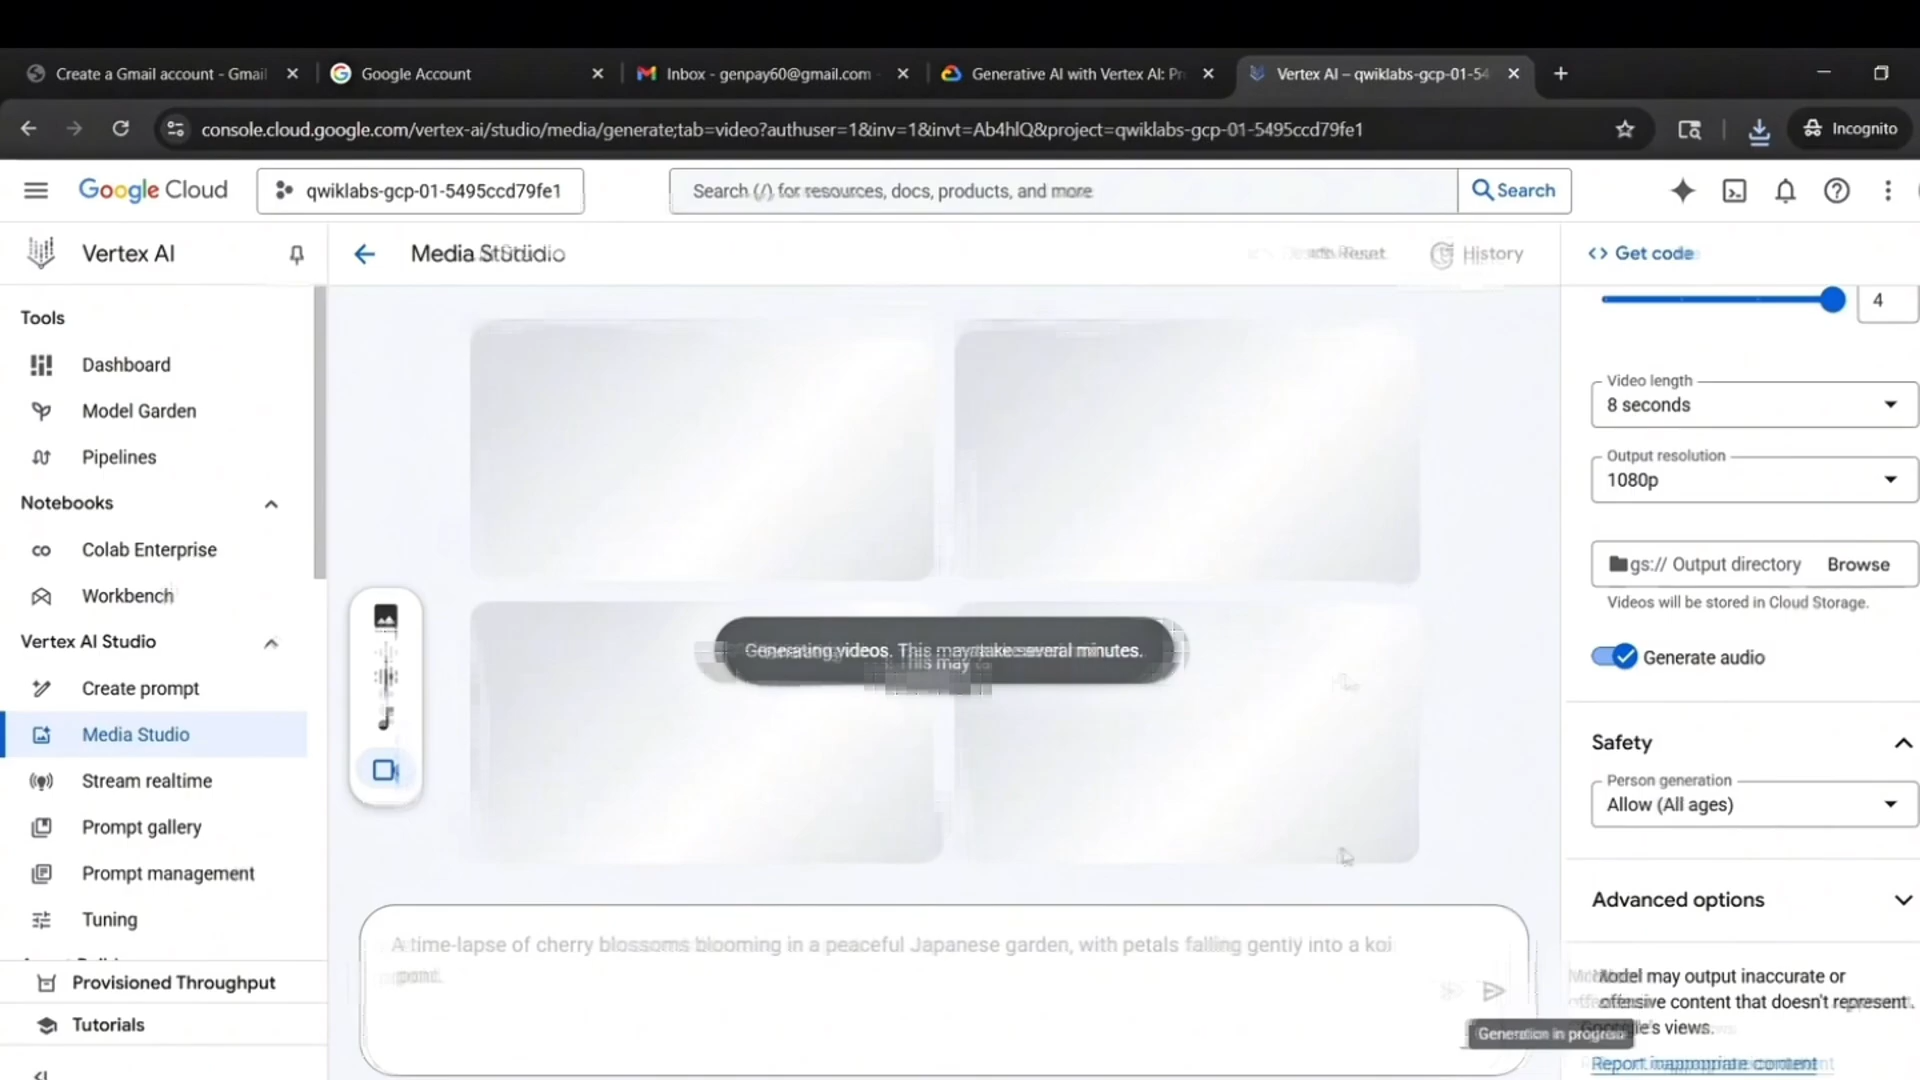 Create a Gmail account - Gmail
Google Account
Inbox - genpay60@gmail.com
Generative AI with Vertex AI: Pr
Vertex AI – qwiklabs-gcp-01-54
console.cloud.google.com/vertex-ai/studio/media/generate;tab=video?authuser=1&inv=1&invt=Ab4hlQ&project=qwiklabs-gcp-01-5495ccd79fe1
Incognito
Google Cloud
qwiklabs-gcp-01-5495ccd79fe1
Search (/) for resources, docs, products, and more
Search
Vertex AI
Media Studio
Reset
History
Get code
Tools
Dashboard
Model Garden
Pipelines
Notebooks
Colab Enterprise
Workbench
Vertex AI Studio
Create prompt
Media Studio
Stream realtime
Prompt gallery
Prompt management
Tuning
Provisioned Throughput
Tutorials
Generating videos. This may take several minutes.
This may
A time-lapse of cherry blossoms blooming in a peaceful Japanese garden, with petals falling gently into a koi
pond.
Generation in progress
4
Video length
8 seconds
Output resolution
1080p
gs:// Output directory
Browse
Videos will be stored in Cloud Storage.
Generate audio
Safety
Person generation
Allow (All ages)
Advanced options
Model may output inaccurate or
offensive content that doesn't represent
Google's views.
Report inappropriate content